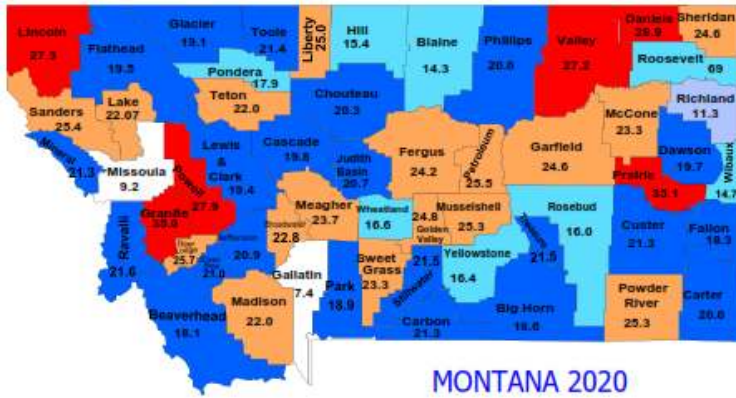 Lincoln
27.3
Flathead
19.5
Glacier
19.1
Toole
21.4
Liberty
25.0
Hill
15.4
Blaine
14.3
Phillips
20.0
Valley
27.2
Daniels
Sheridan
24.6
Roosevelt
69
Pondera
17.9
Teton
22.0
Chouteau
20.3
Richland
11.3
Sanders
25.4
Lake
22.07
Mineral
21.3
Missoula
9.2
Powell
27.9
Lewis
&
Clark
19.4
Cascade
19.8
Judith
Basin
20.7
Fergus
24.2
Petroleum
25.5
Garfield
24.6
McCone
23.3
Dawson
19.7
Prairie
33.1
Wibaux
14.7
Granite
Ravalli
21.6
25.7
21.0
Jefferson
20.9
Broadwater
22.8
Meagher
23.7
Wheatland
16.6
24.8
Golden
Valley
Musselshell
25.3
Treasure
21.5
Rosebud
16.0
Custer
21.3
Fallon
18.3
Gallatin
7.4
Park
18.9
Sweet
Grass
23.3
21.5
Stillwater
Yellowstone
16.4
Madison
22.0
Beaverhead
18.1
Carbon
21.3
Big Horn
18.6
Powder
River
25.3
Carter
20.0
MONTANA 2020